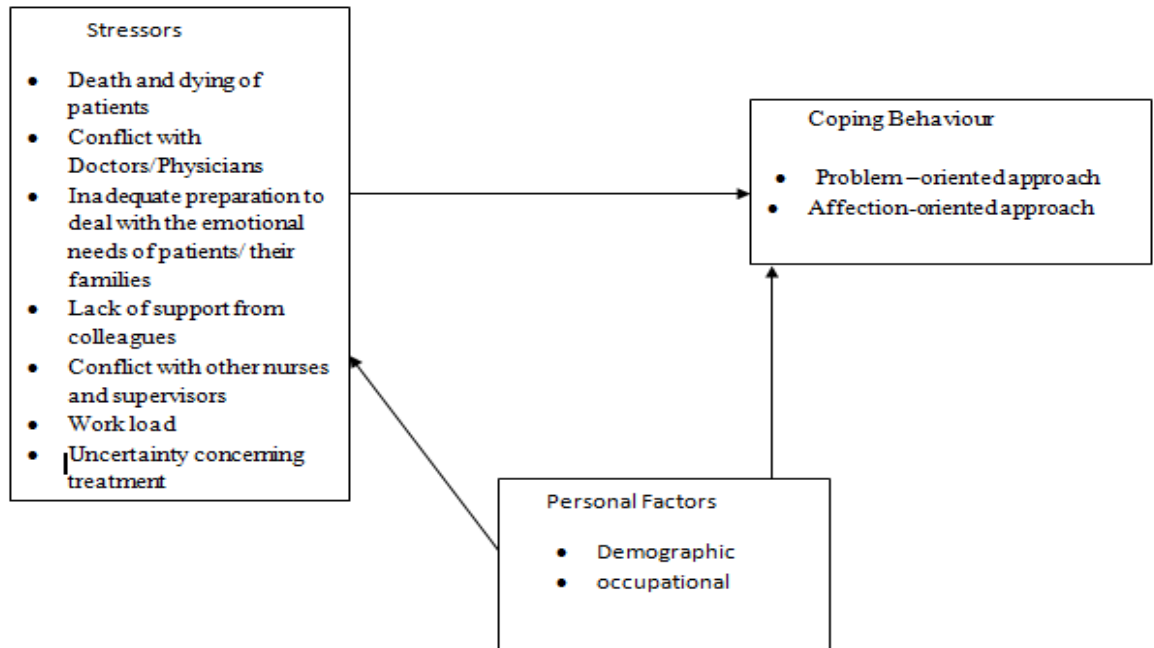 Stressors
• Death and dying of
patients
• Conflict with
Doctors/Physicians
• Inadequate preparation to
deal with the emotional
needs of patients/ their
families
• Lack of support from
colleagues
• Conflict with other nurses
and supervisors
• Work load
• Uncertainty concerning
treatment
Coping Behaviour
• Problem –oriented approach
• Affection-oriented approach
Personal Factors
• Demographic
• occupational